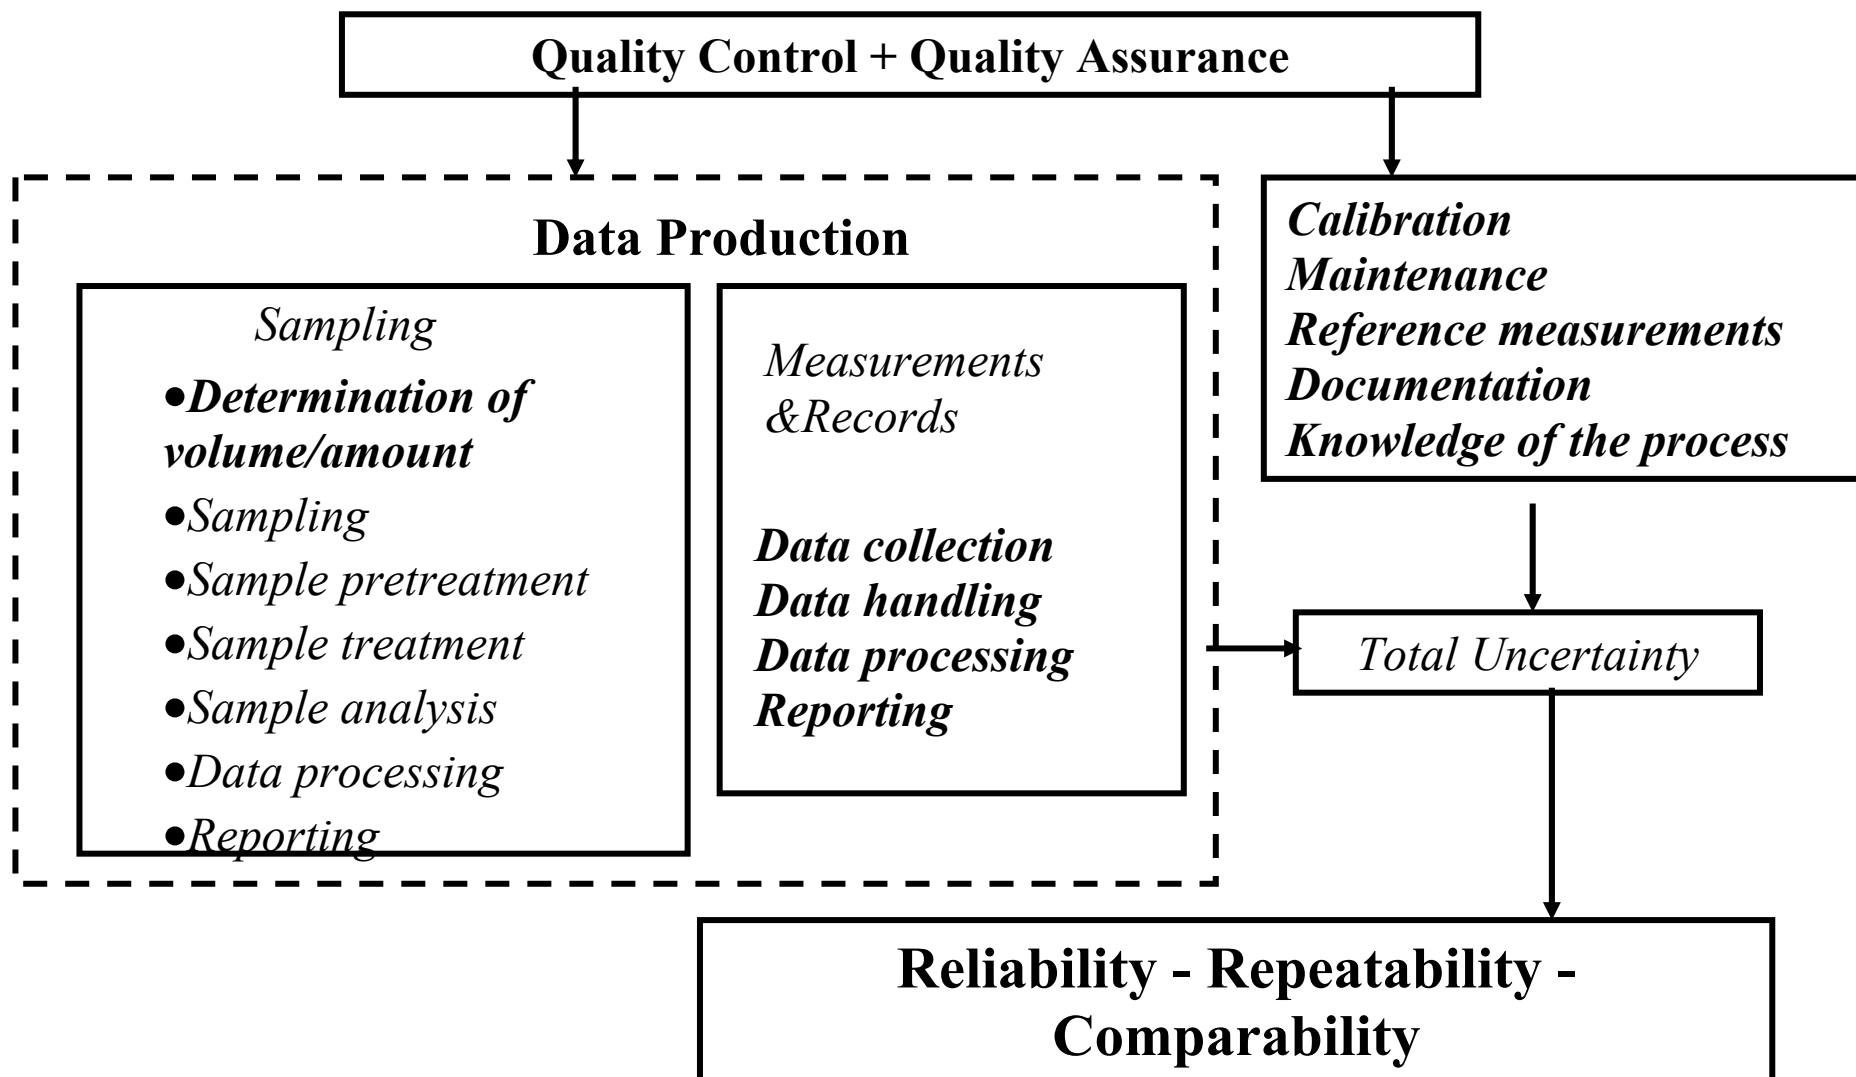 Quality Control + Quality Assurance
Data Production
Sampling
•Determination of
volume/amount
•Sampling
•Sample pretreatment
•Sample treatment
•Sample analysis
•Data processing
•Reporting
Measurements
&Records
Data collection
Data handling
Data processing
Reporting
Calibration
Maintenance
Reference measurements
Documentation
Knowledge of the process
Total Uncertainty
Reliability - Repeatability -
Comparability